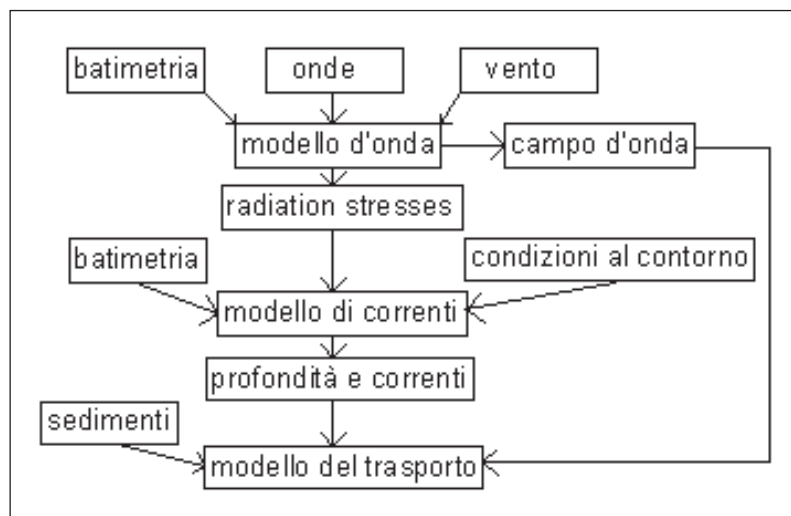 batimetria
onde
vento
modello d'onda
campo d'onda
radiation stresses
batimetria
condizioni al contorno
modello di correnti
profondità e correnti
sedimenti
modello del trasporto